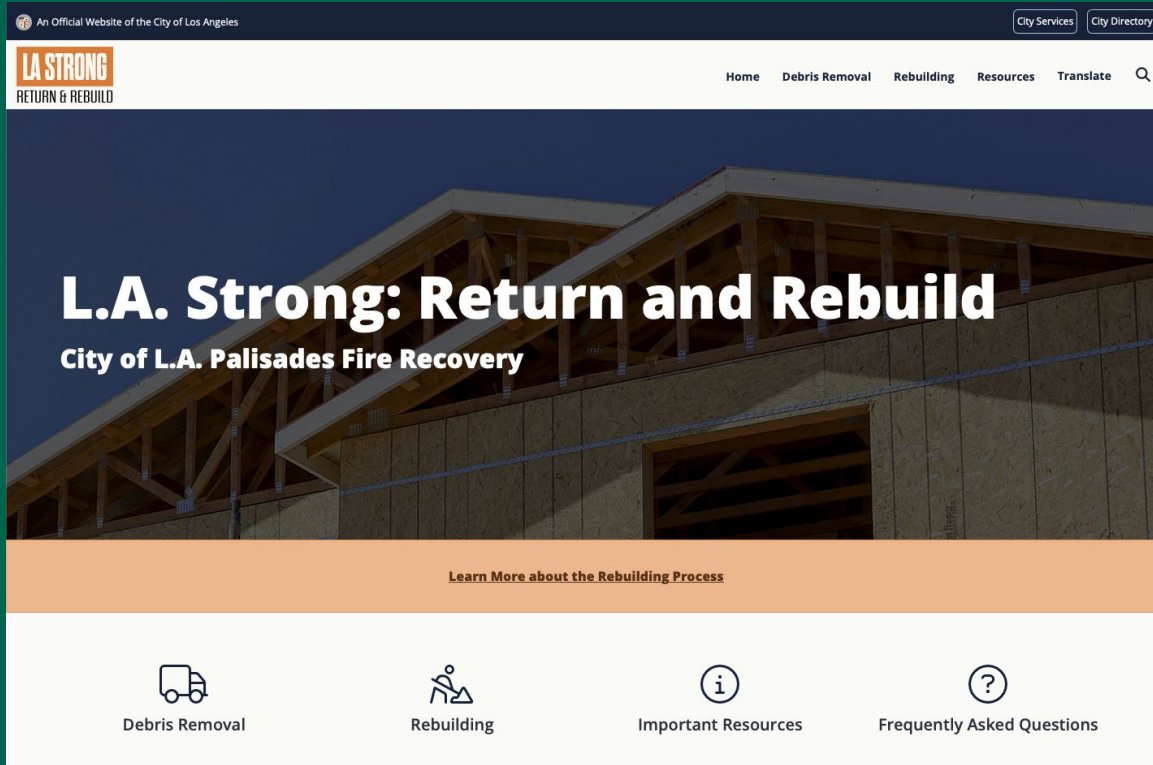 An Official Website of the City of Los Angeles
City Services
City Directory
LA STRONG
RETURN & REBUILD
Home
Debris Removal
Rebuilding
Resources
Translate
L.A. Strong: Return and Rebuild
City of L.A. Palisades Fire Recovery
Learn More about the Rebuilding Process
Debris Removal
Rebuilding
Important Resources
Frequently Asked Questions